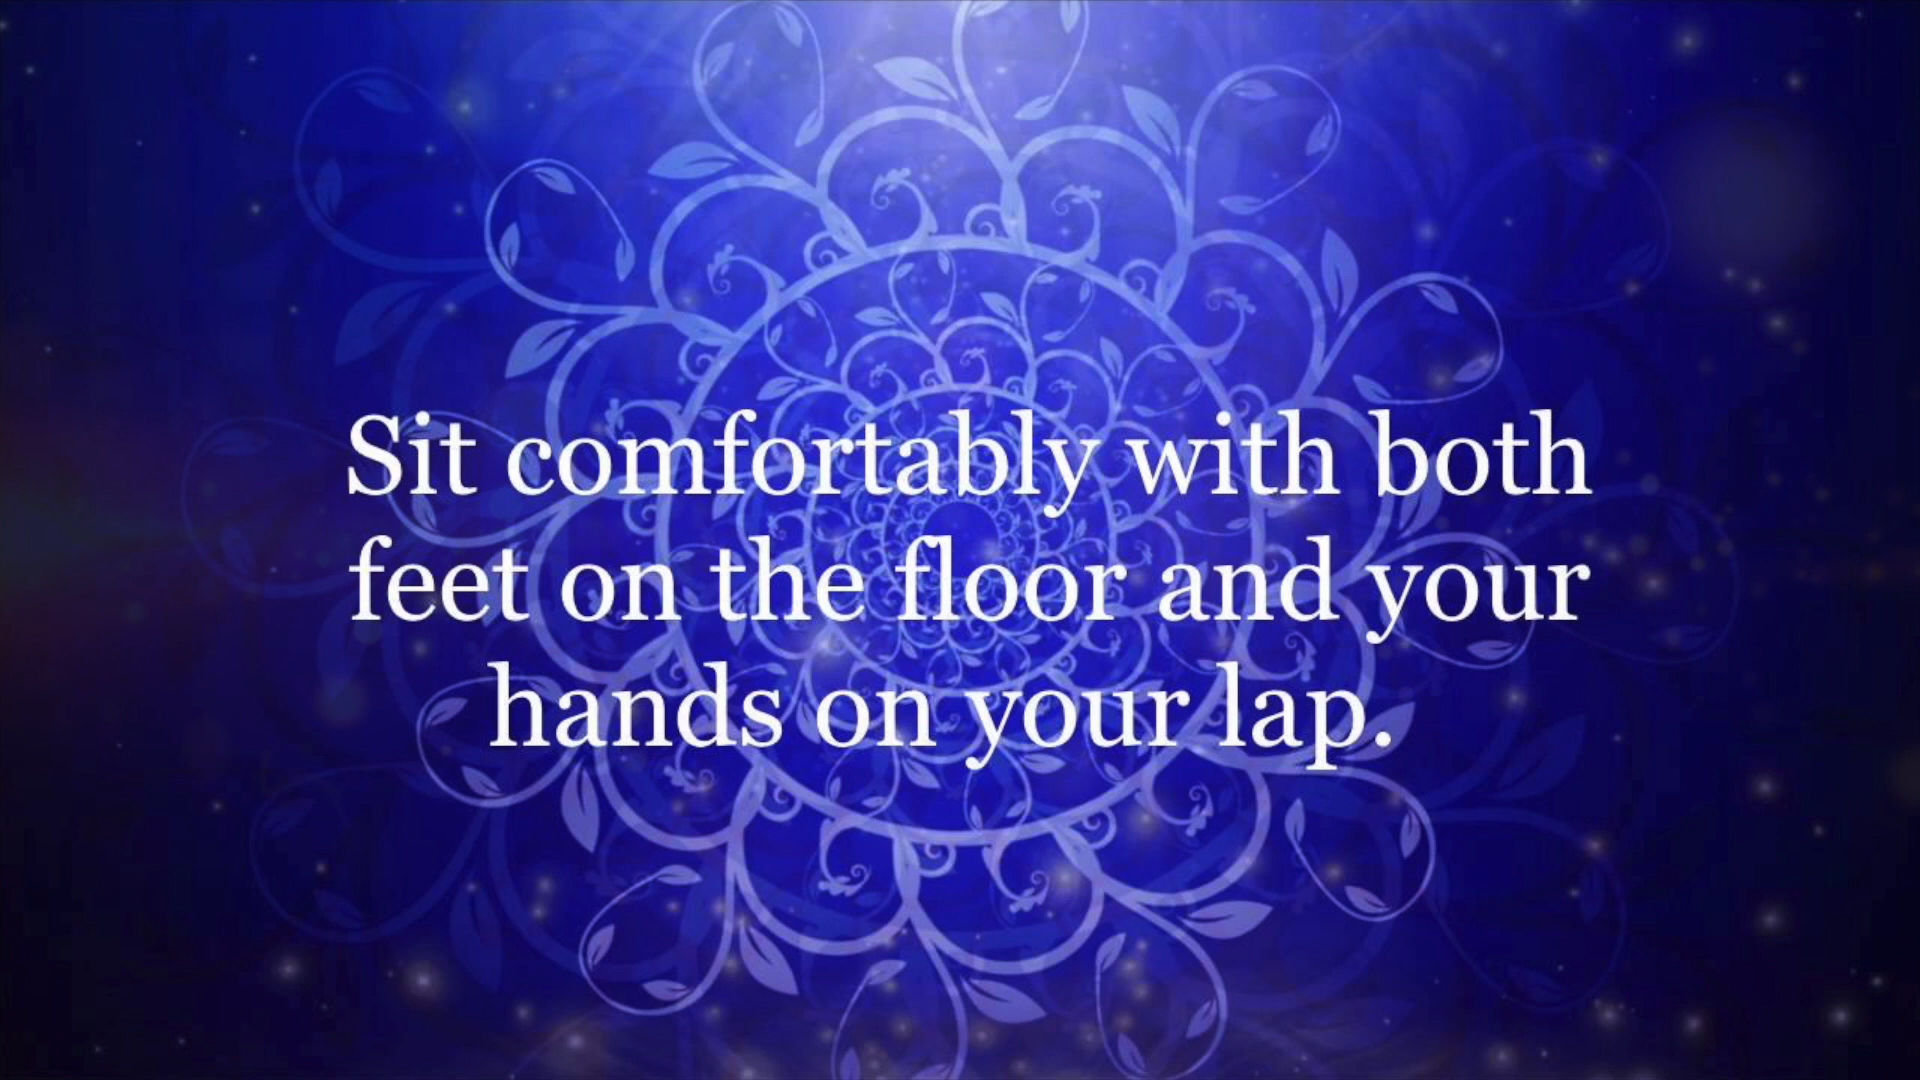 Sit comfortably with both
feet on the floor and your
hands on your lap.